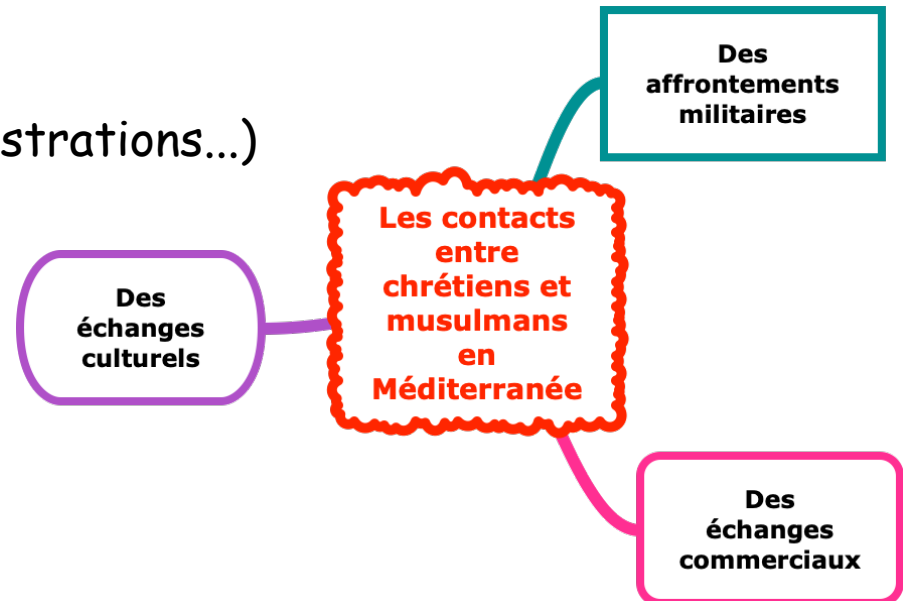 Des
affrontements
militaires
strations...)
Les contacts
entre
chrétiens et
musulmans
en
Méditerranée
Des
échanges
culturels
Des
échanges
commerciaux